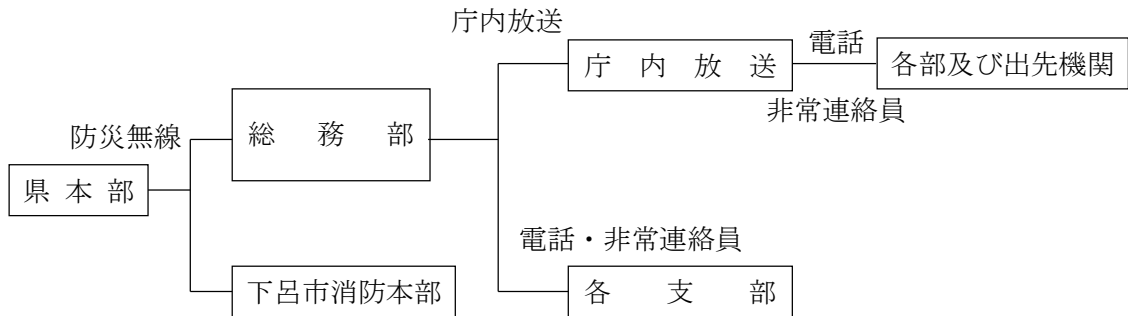 庁内放送
庁内放送
電話
各部及び出先機関
非常連絡員
防災無線
総務部
県本部
電話・非常連絡員
下呂市消防本部
各支部